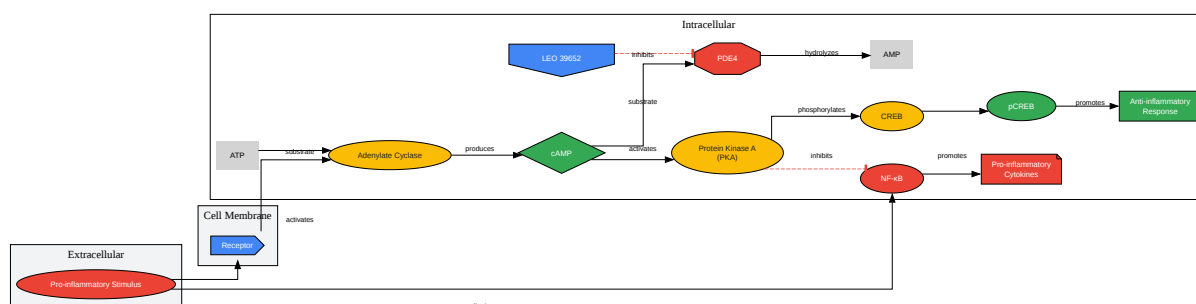 Intracellular
LEO 39652
inhibits
PDE4
hydrolyzes
AMP
substrate
phosphorylates
CREB
pCREB
promotes
Anti-inflammatory
Response
ATP
substrate
Adenylate Cyclase
produces
cAMP
activates
Protein Kinase A
(PKA)
inhibits
NF-κB
promotes
Pro-inflammatory
Cytokines
Cell Membrane
activates
Receptor
Extracellular
Pro-inflammatory Stimulus